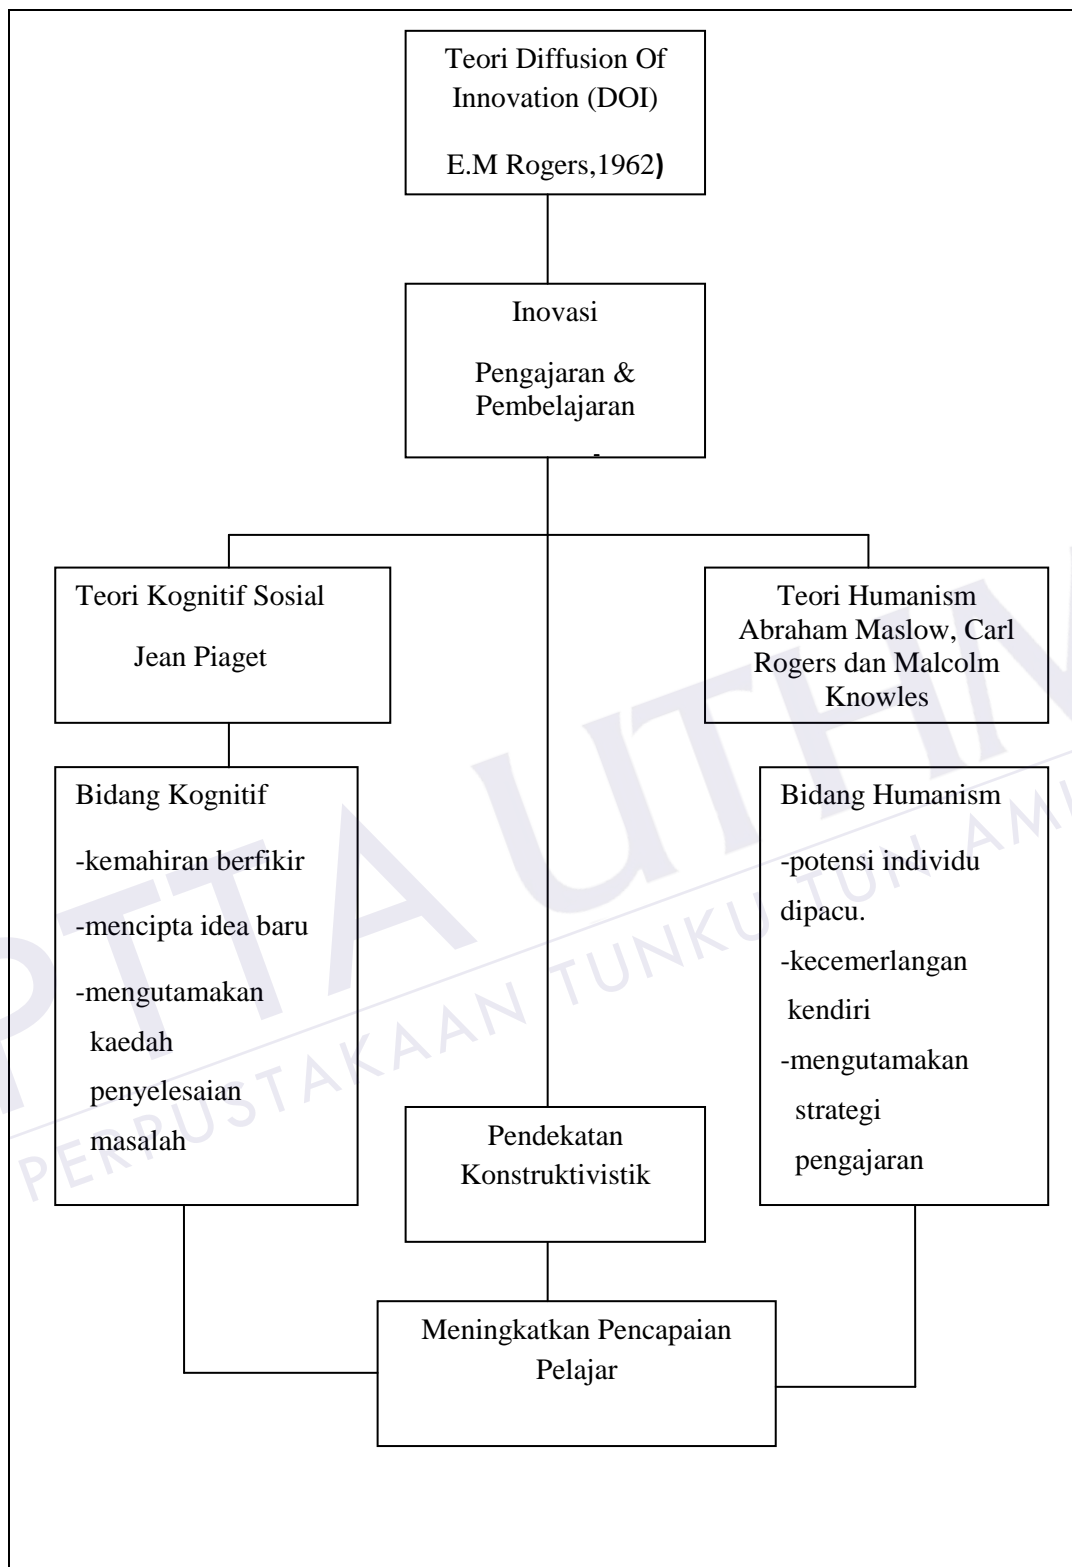 Teori Diffusion Of
Innovation (DOI)
E.M Rogers,1962)
Inovasi
Pengajaran &
Pembelajaran
-
Teori Kognitif Sosial
Jean Piaget
Teori Humanism
Abraham Maslow, Carl
Rogers dan Malcolm
Knowles
Bidang Kognitif
-kemahiran berfikir
-mencipta idea baru
-mengutamakan
kaedah
penyelesaian
masalah
Bidang Humanism
-potensi individu
dipacu.
-kecemerlangan
kendiri
-mengutamakan
strategi
pengajaran
Pendekatan
Konstruktivistik
Meningkatkan Pencapaian
Pelajar
PTTA UTHM
PERPUSTAKAAN TUNKU TUN AMI